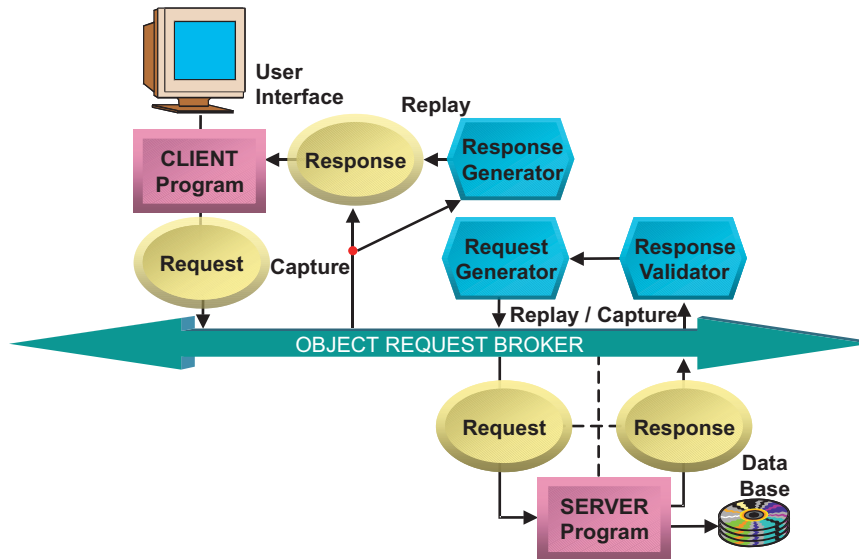 User
Interface
Replay
CLIENT
Program
Response
Response
Generator
Request
Capture
Request
Generator
Response
Validator
Replay / Capture
OBJECT REQUEST BROKER
Request
Response
Data
Base
SERVER
Program